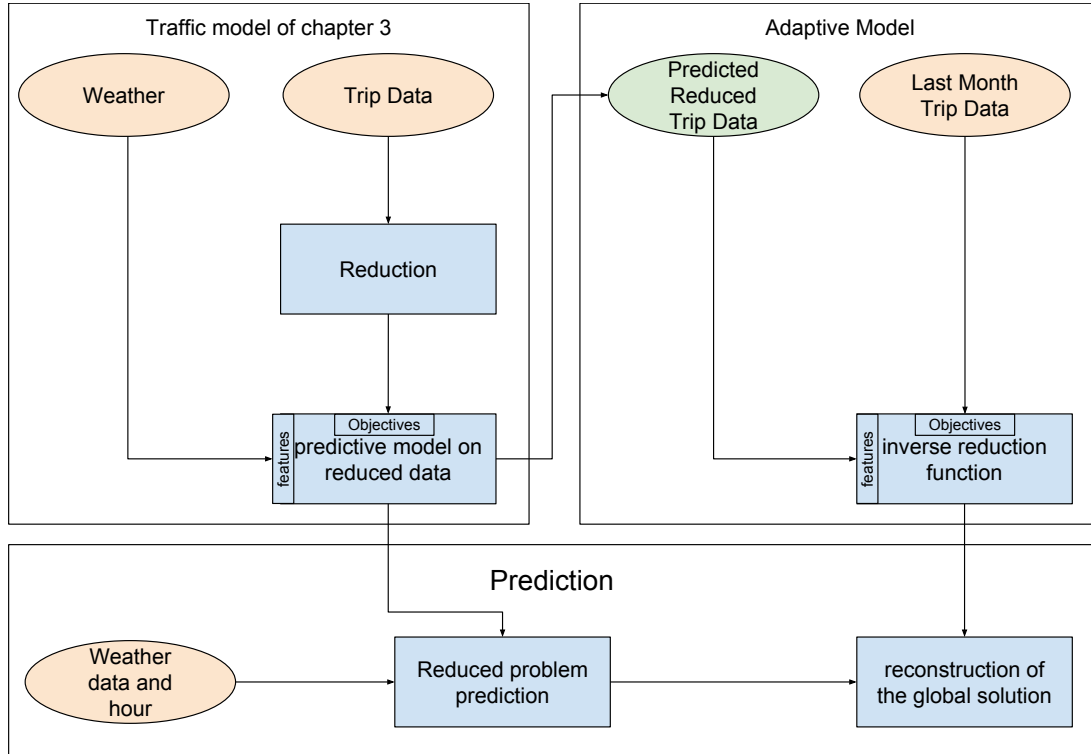 Traffic model of chapter 3
Weather
Trip Data
Reduction
Objectives
features
predictive model on
reduced data
Adaptive Model
Predicted
Reduced
Trip Data
Last Month
Trip Data
Objectives
features
inverse reduction
function
Prediction
Weather
data and
hour
Reduced problem
prediction
reconstruction of
the global solution